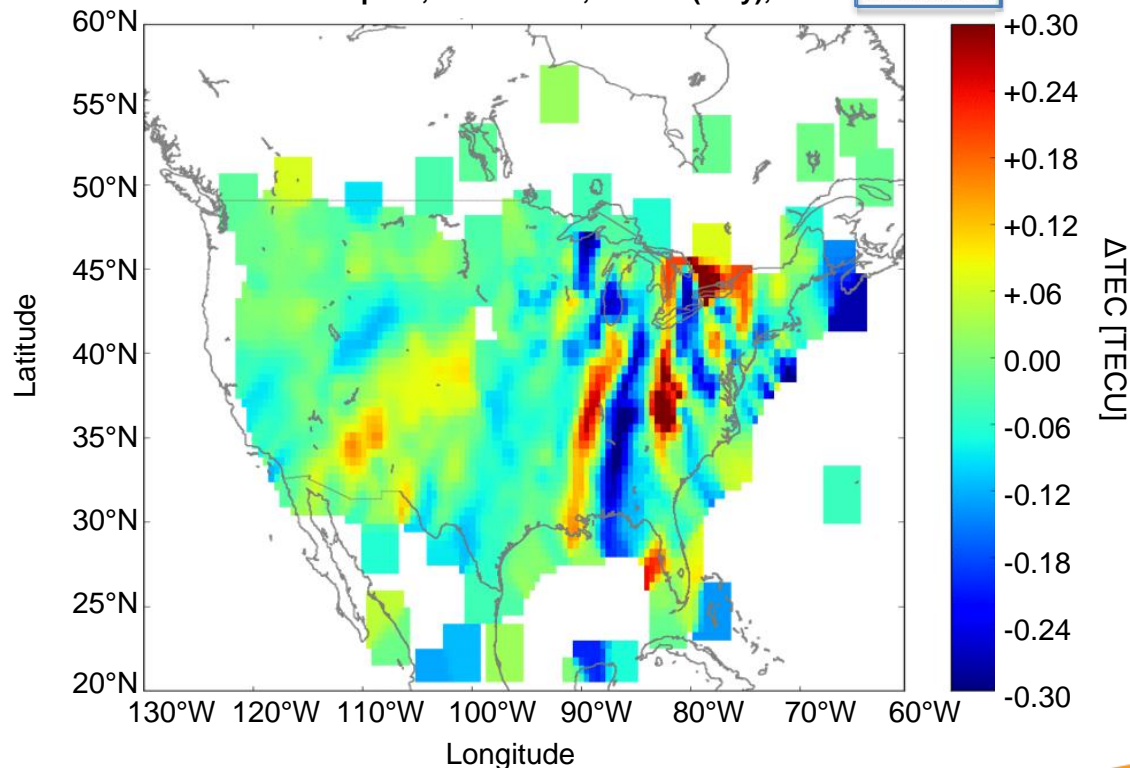 60°N
55°N
50°N
45°N
40°N
35°N
30°N
25°N
20°N
Latitude
130°W 120°W 110°W 100°W 90°W 80°W 70°W 60°W
Longitude
+0.30
+0.24
+0.18
+0.12
+.06
0.00
-0.06
-0.12
-0.18
-0.24
-0.30
ΔTEC [TECU]